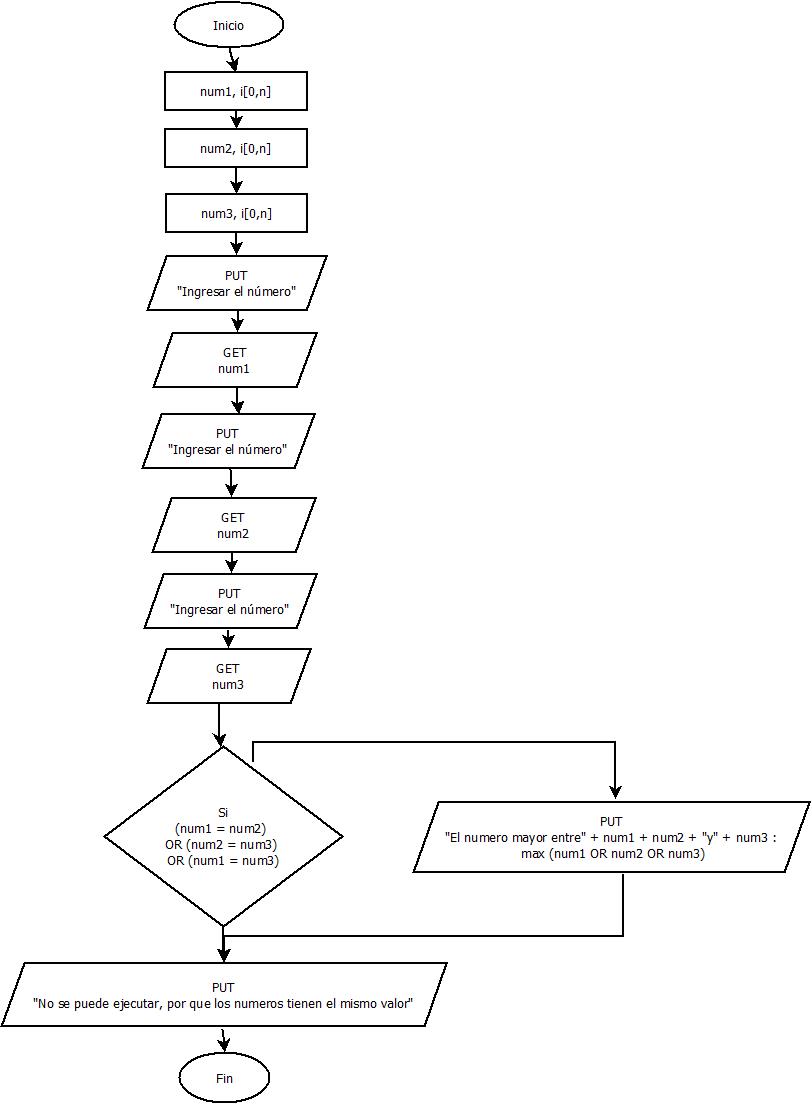 Inicio
num1, i[0,n]
num2, i[0,n]
num3, i[0,n]
PUT
"Ingresar el número"
GET
num1
PUT
"Ingresar el número"
GET
num2
PUT
"Ingresar el número"
GET
num3
Si
(num1 = num2)
OR (num2 = num3)
OR (num1 = num3)
PUT
"El numero mayor entre" + num1 + num2 + "y" + num3 :
max (num1 OR num2 OR num3)
PUT
"No se puede ejecutar, por que los numeros tienen el mismo valor"
Fin